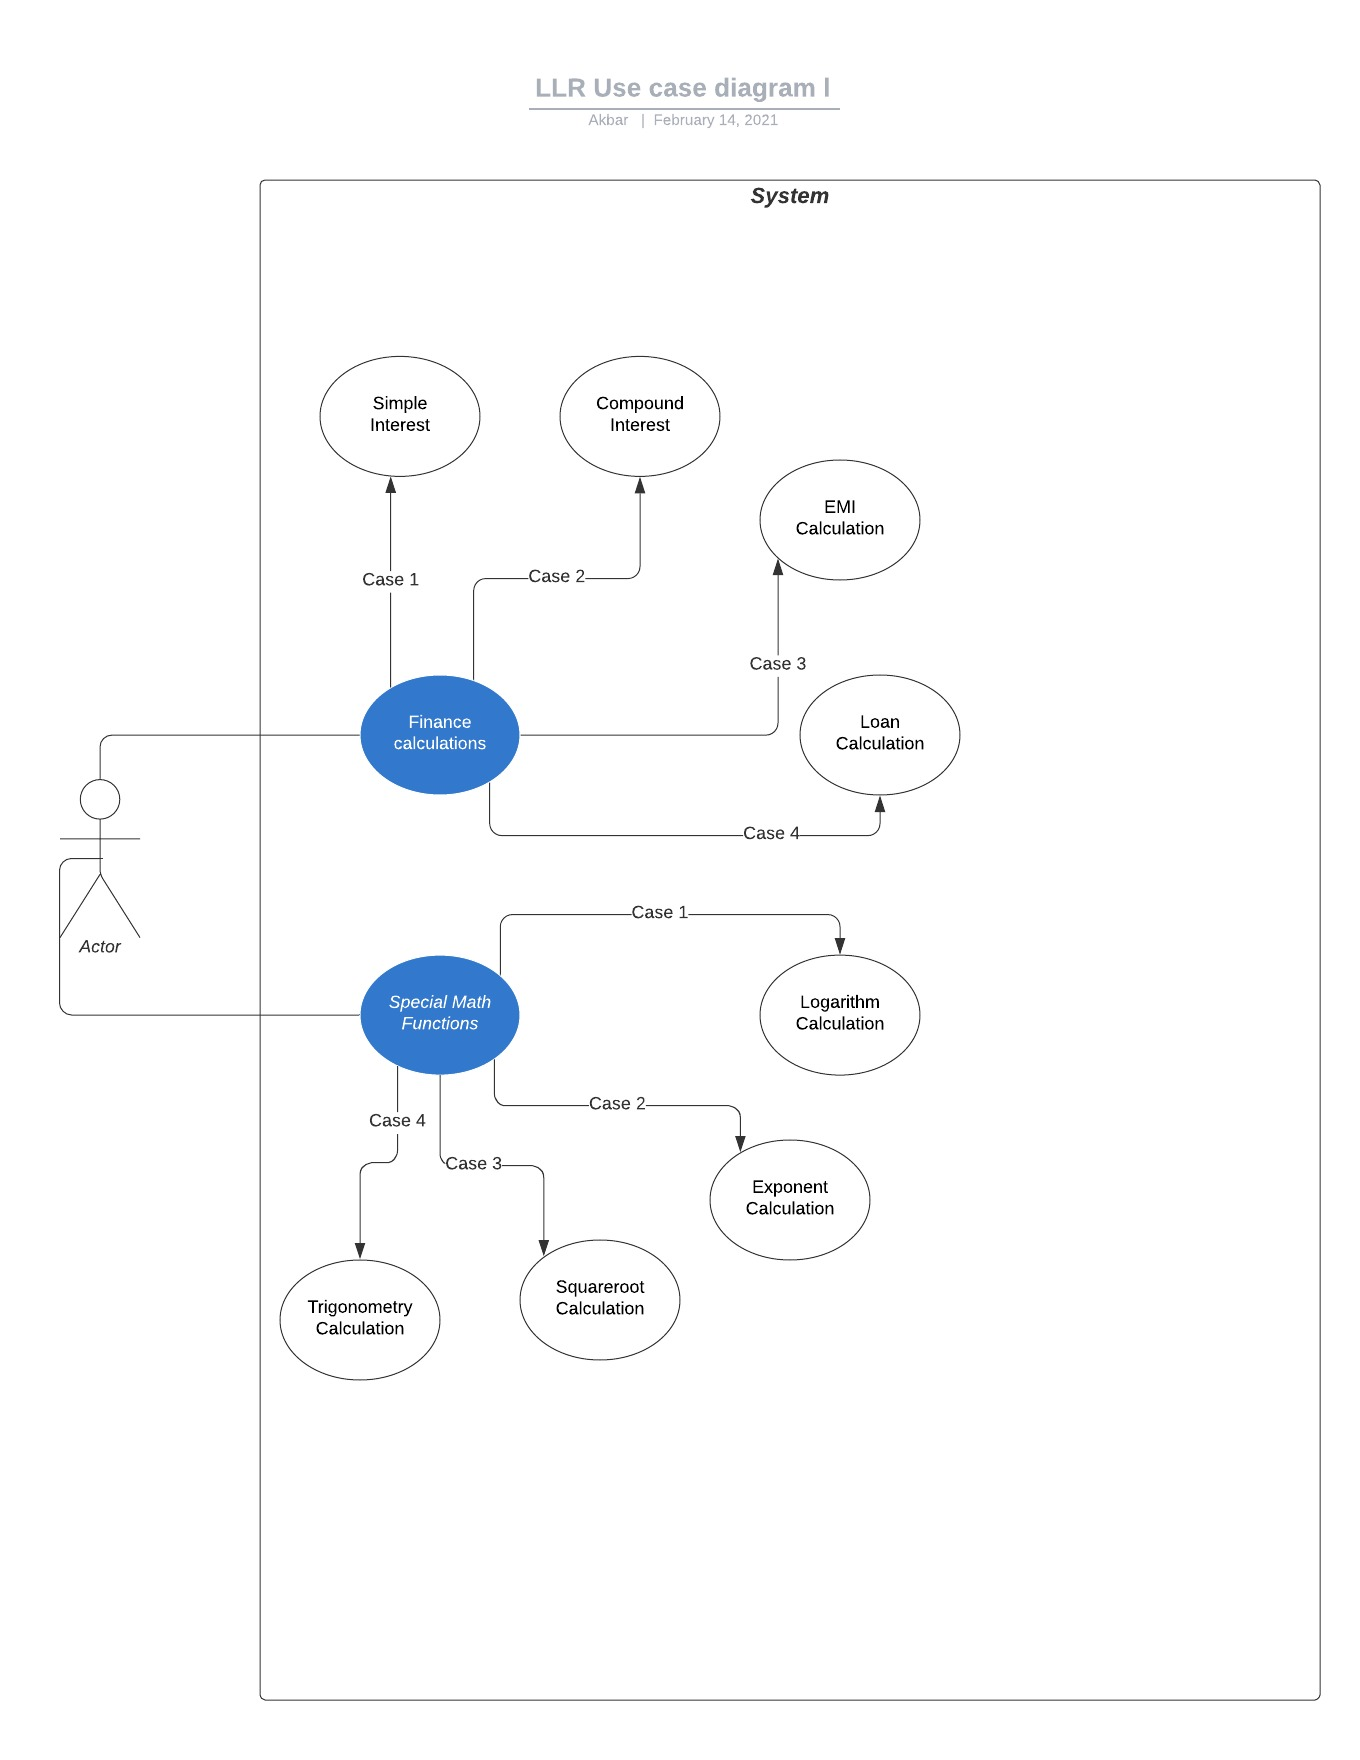 LLR Use case diagram l
Akbar | February 14, 2021
System
Simple
Interest
Compound
Interest
EMI
Calculation
Case 1
Case 2
Case 3
Finance
calculations
Loan
Calculation
Case 4
Actor
Case 1
Special Math
Functions
Logarithm
Calculation
Case 2
Case 4
Case 3
Exponent
Calculation
Squareroot
Calculation
Trigonometry
Calculation